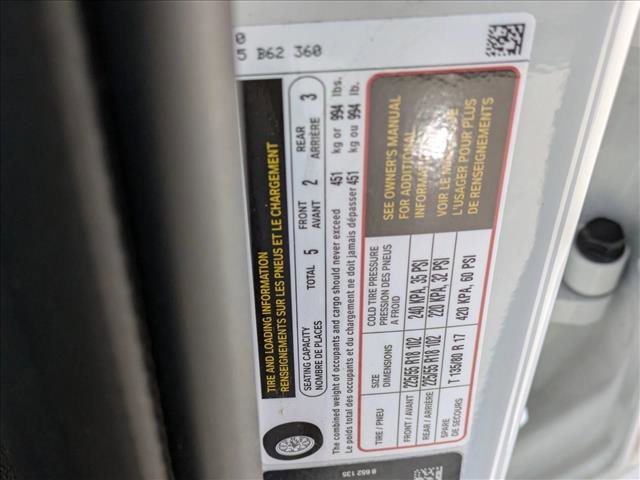 0
5 B62 360
TIRE AND LOADING INFORMATION
RENSEIGNEMENTS SUR LES PNEUS ET LE CHARGEMENT
SEATING CAPACITY TOTAL 5 FRONT 2 REAR 3
NOMBRE DE PLACES AVANT ARRIÈRE
The combined weight of occupants and cargo should never exceed 451 kg or 994 lbs.
Le poids total des occupants et du chargement ne doit jamais dépasser 451 kg ou 994 lb.
TIRE / PNEU SIZE DIMENSIONS COLD TIRE PRESSURE PRESSION DES PNEUS A FROID
FRONT / AVANT 225/55 R18 102 240 KPA, 35 PSI
REAR / ARRIÈRE 225/55 R18 102 220 KPA, 32 PSI
SPARE DE SECOURS T 135/80 R 17 420 KPA, 60 PSI
SEE OWNER'S MANUAL
FOR ADDITIONAL
INFORMATION
VOIR LE MANUEL DE
L'USAGER POUR PLUS
DE RENSEIGNEMENTS
8 652 135